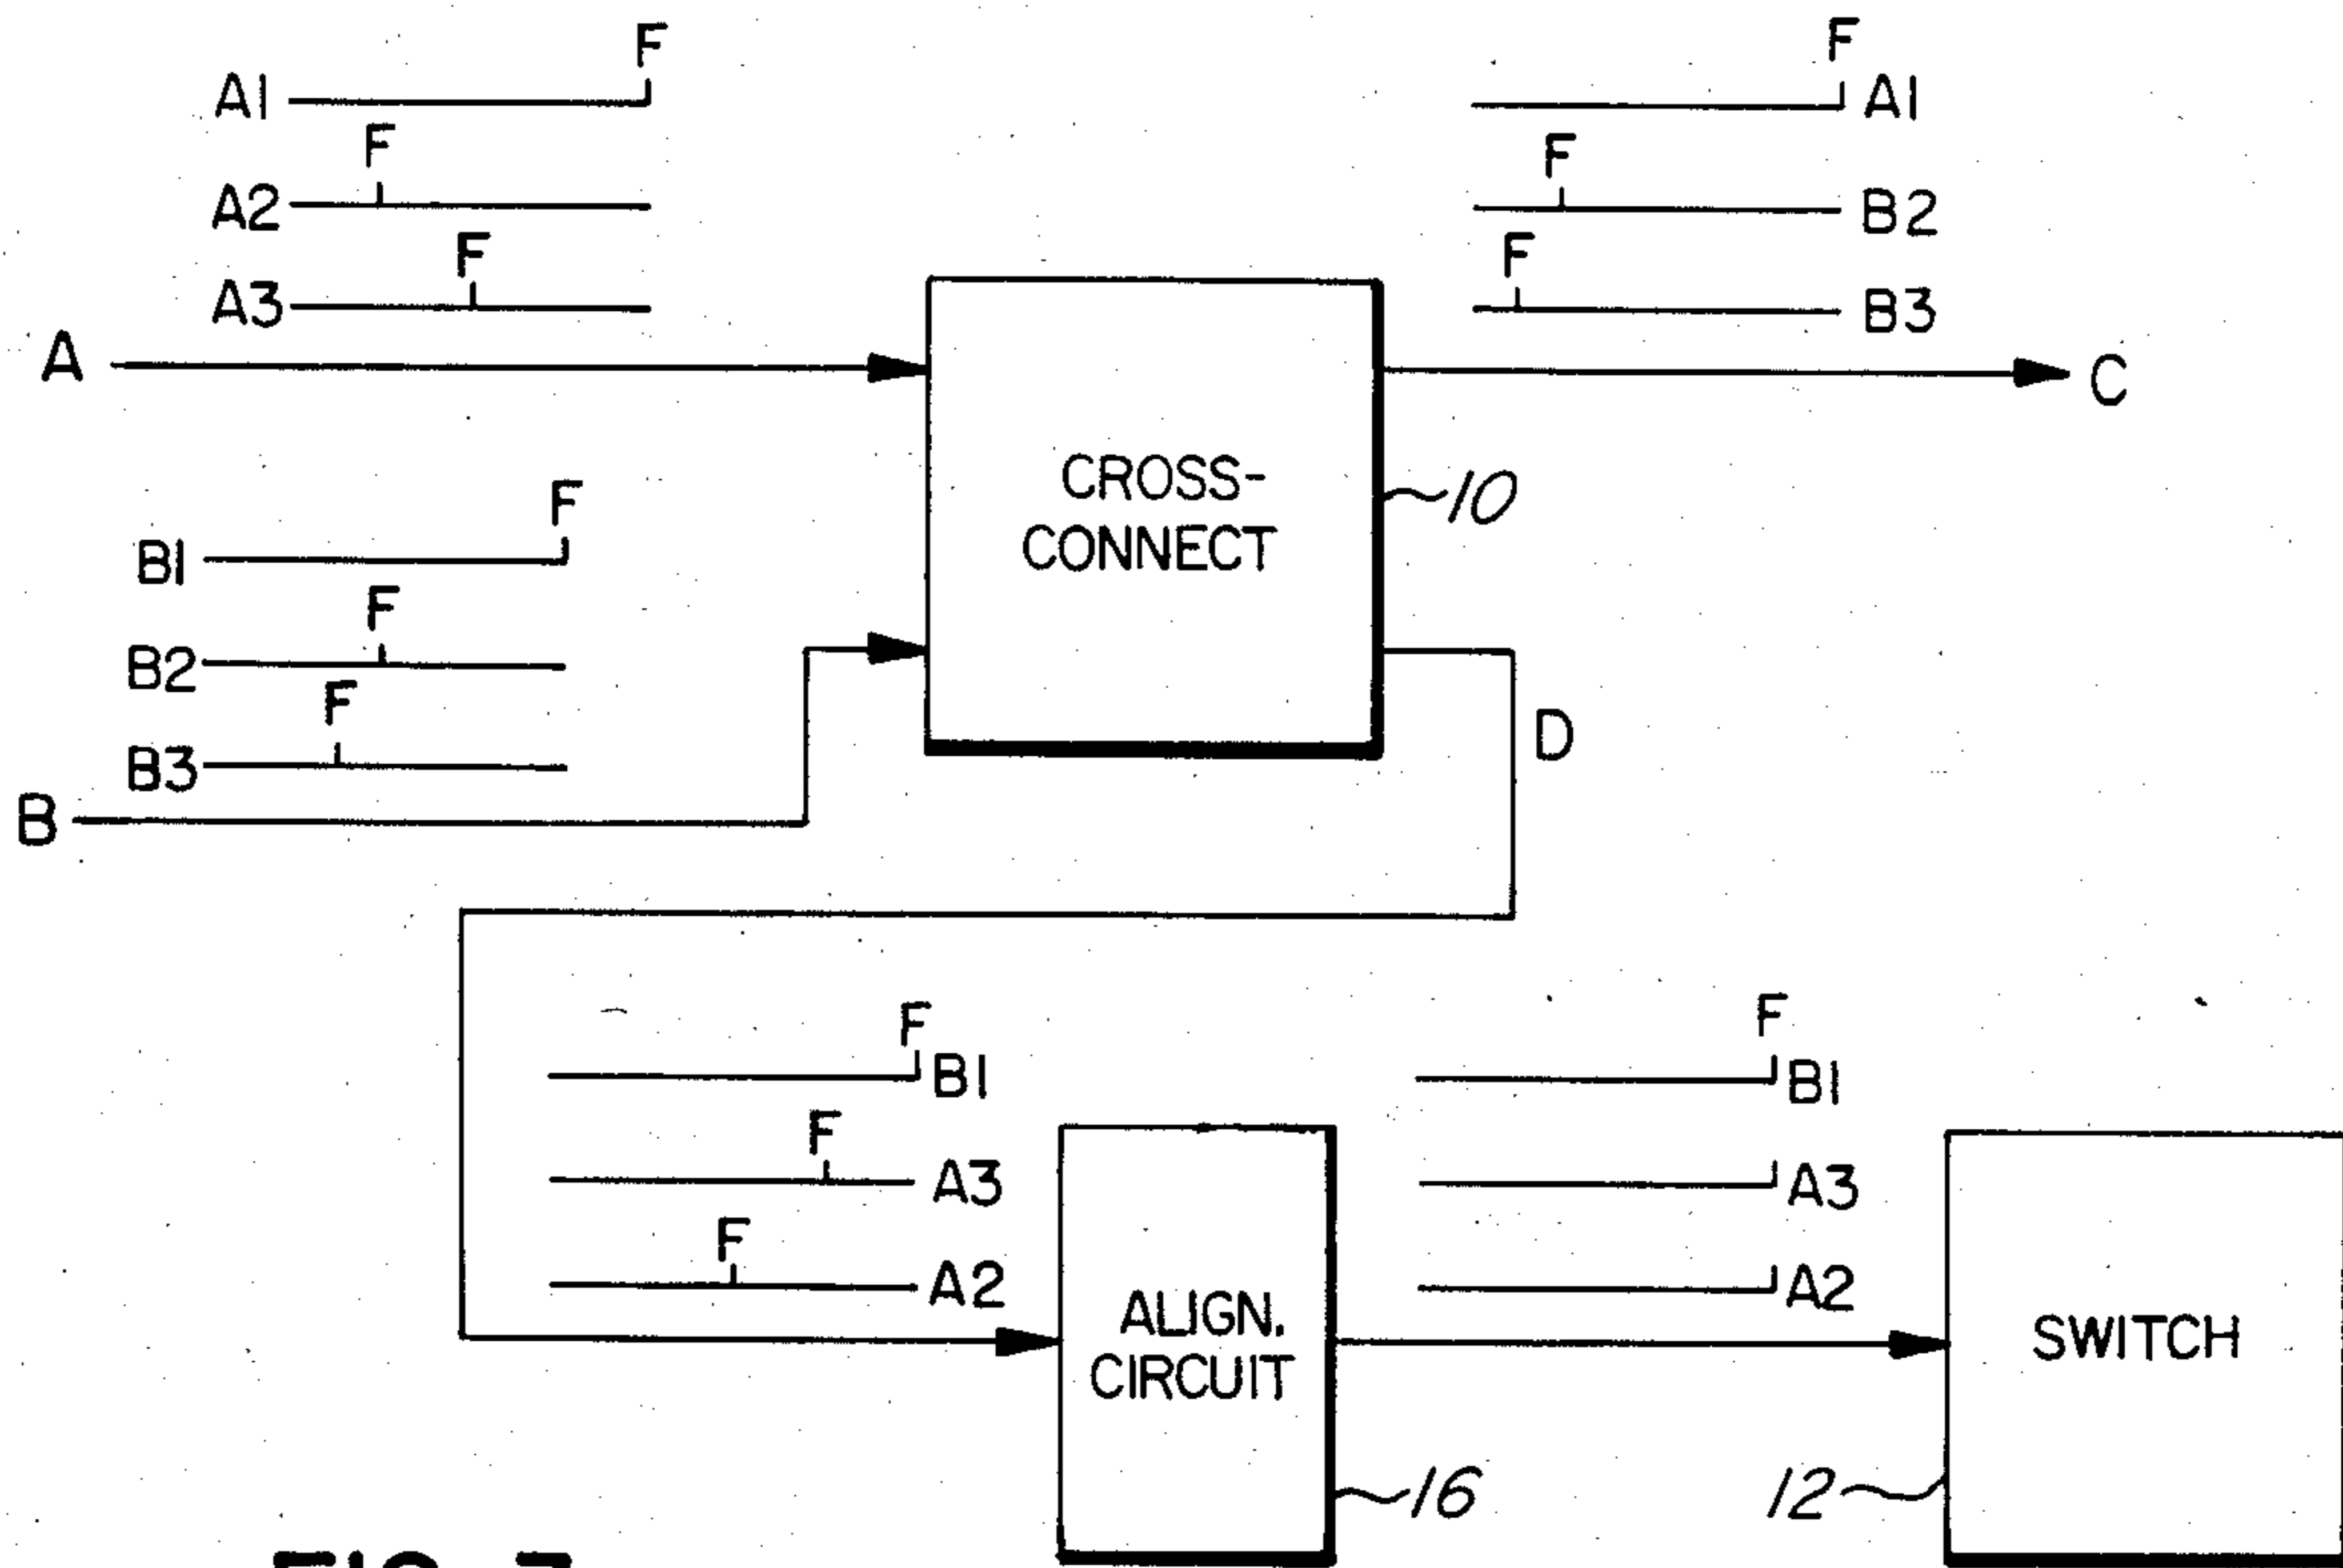 F
A1
F
A2
F
A3
A
F
A1
F
B2
F
B3
C
CROSS-
CONNECT
10
F
B1
F
B2
F
B3
B
D
F
B1
F
A3
F
A2
ALIGN.
CIRCUIT
16
F
B1
A3
A2
SWITCH
12